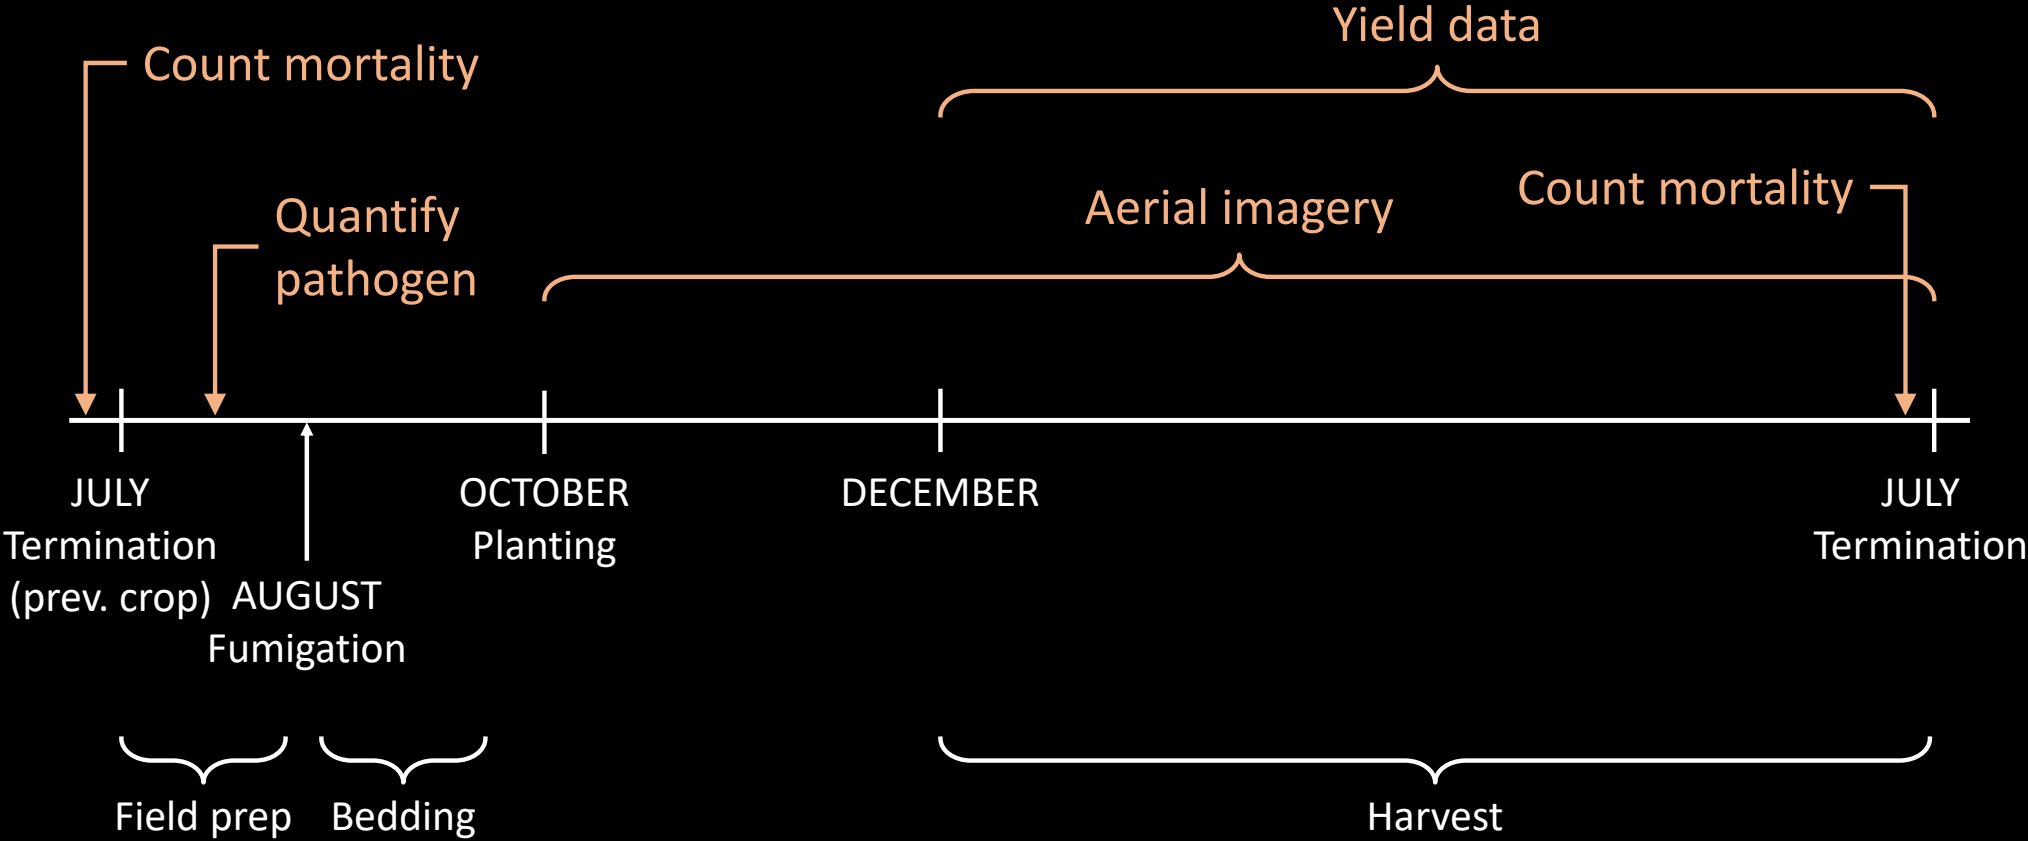 Yield data
Count mortality
Count mortality
Aerial imagery
Quantify
pathogen
JULY
Termination
(prev. crop)
AUGUST
Fumigation
OCTOBER
Planting
DECEMBER
JULY
Termination
Field prep
Bedding
Harvest